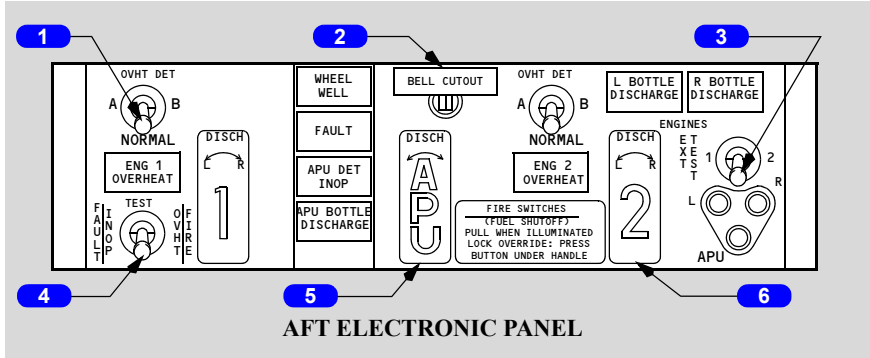 1
2
3
OVHT DET
A
B
NORMAL
ENG 1
OVERHEAT
TEST
FAULT
INOP
OVHT
FIRE
DISCH
L
R
1
WHEEL
WELL
FAULT
APU DET
INOP
APU BOTTLE
DISCHARGE
BELL CUTOUT
DISCH
APU
OVHT DET
A
B
NORMAL
ENG 2
OVERHEAT
FIRE SWITCHES
(FUEL SHUTOFF)
PULL WHEN ILLUMINATED
LOCK OVERRIDE: PRESS
BUTTON UNDER HANDLE
L BOTTLE
DISCHARGE
R BOTTLE
DISCHARGE
DISCH
L
R
2
ENGINES
EXT
TEST
1
2
L
R
APU
4
5
6
AFT ELECTRONIC PANEL